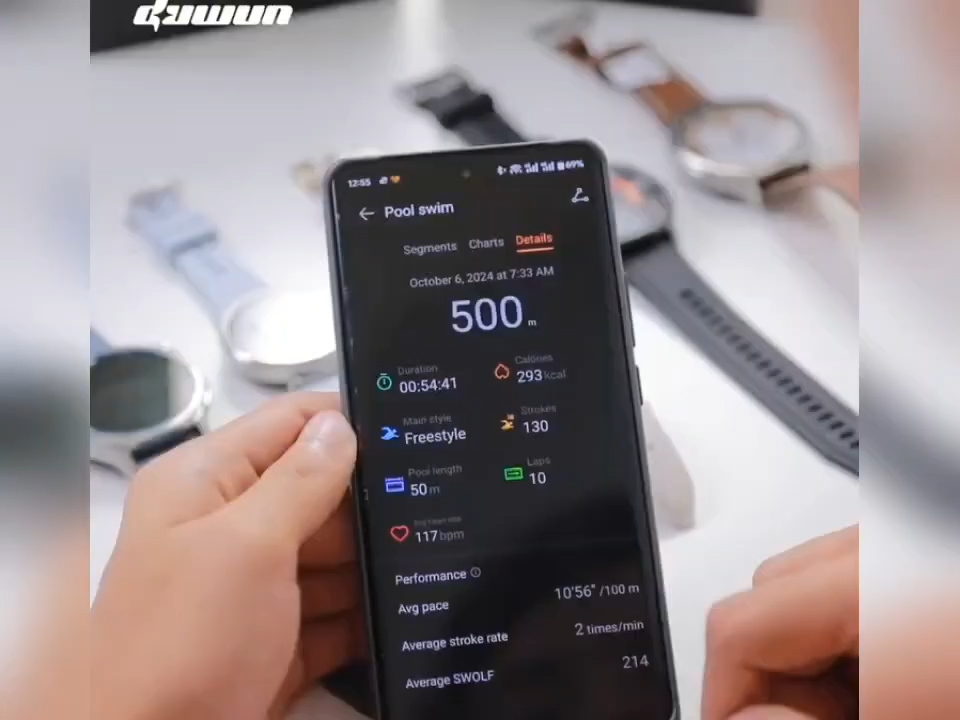 12:55
69%
Pool swim
Segments Charts Details
October 6, 2024 at 7:33 AM
500 m
Duration
00:54:41
Calories
293 kcal
Main style
Freestyle
Strokes
130
Pool length
50 m
Laps
10
117 bpm
Performance
Avg pace 10'56" /100 m
Average stroke rate 2 times/min
Average SWOLF 214